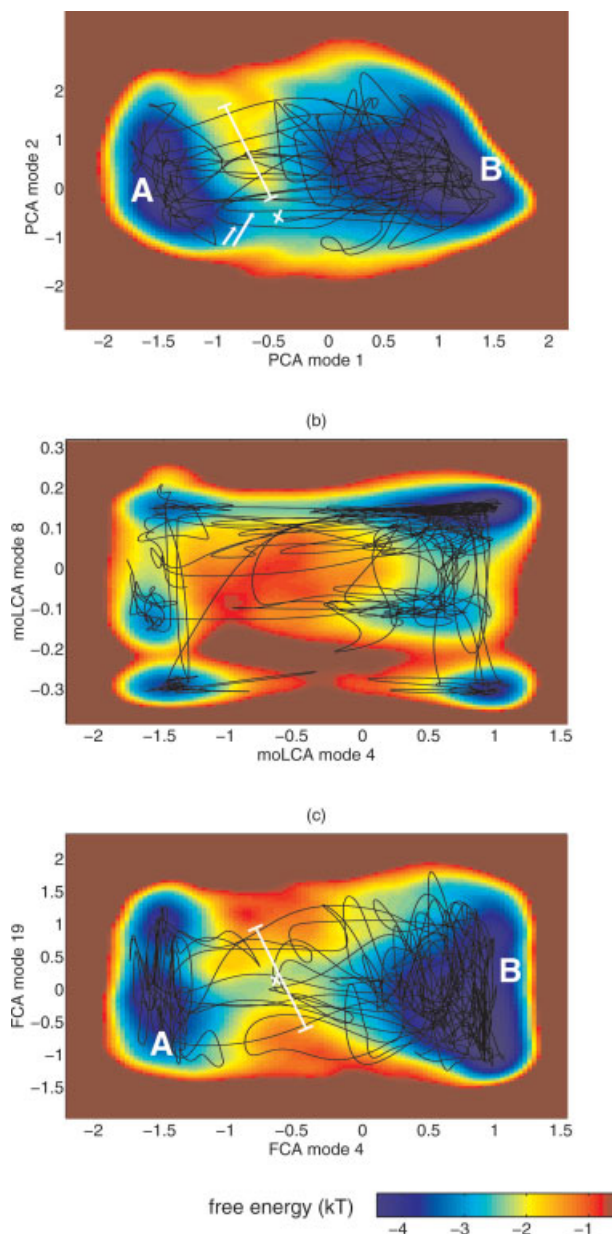 2
1
0
−1
−2
PCA mode 2
A
B
x
−2 −1.5 −1 −0.5 0 0.5 1 1.5 2
PCA mode 1
(b)
0.3
0.2
0.1
0
−0.1
−0.2
−0.3
moLCA mode 8
−2 −1.5 −1 −0.5 0 0.5 1 1.5
moLCA mode 4
(c)
2
1.5
1
0.5
0
−0.5
−1
−1.5
FCA mode 19
A
B
x
−2 −1.5 −1 −0.5 0 0.5 1 1.5
FCA mode 4
free energy (kT)
−4 −3 −2 −1